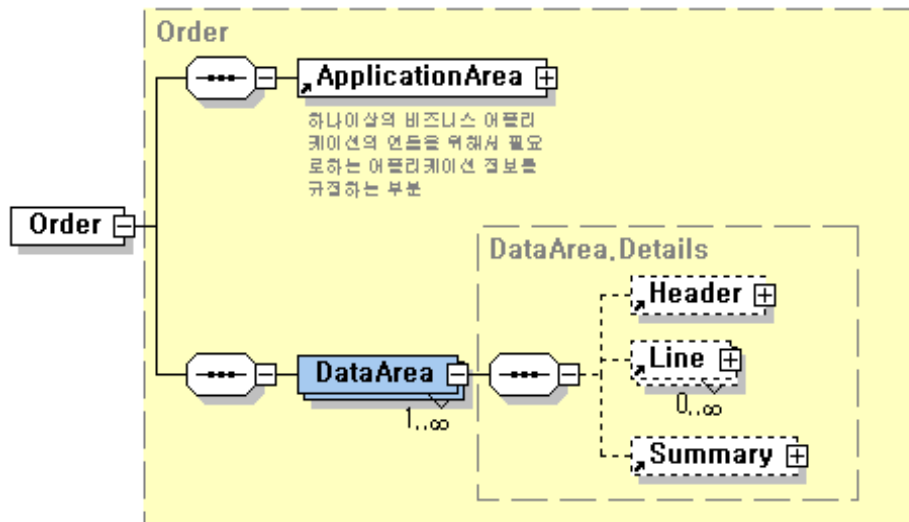 Order
ApplicationArea
하나이상의 비즈니스 어플리
케이션의 연동을 위해서 필요
로하는 어플리케이션 정보를
규정하는 부분
Order
DataArea,Details
Header
DataArea
1..∞
Line
0..∞
Summary